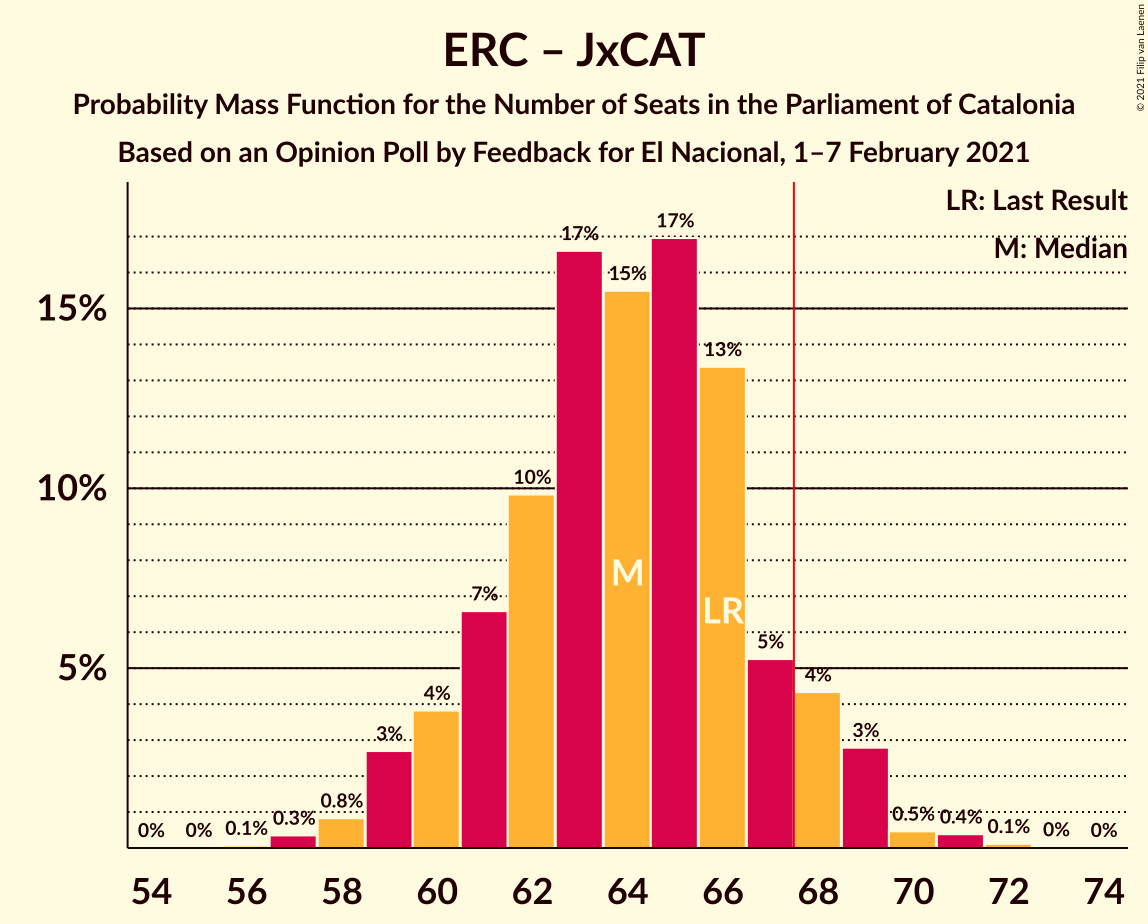 ERC – JxCAT
Probability Mass Function for the Number of Seats in the Parliament of Catalonia
Based on an Opinion Poll by Feedback for El Nacional, 1–7 February 2021
© 2021 Filip van Laenen
LR: Last Result
M: Median
15%
10%
5%
0%
0%
0.1%
0.3%
0.8%
3%
4%
7%
10%
17%
15%
17%
13%
5%
4%
3%
0.5%
0.4%
0.1%
0%
0%
M
LR
54 56 58 60 62 64 66 68 70 72 74